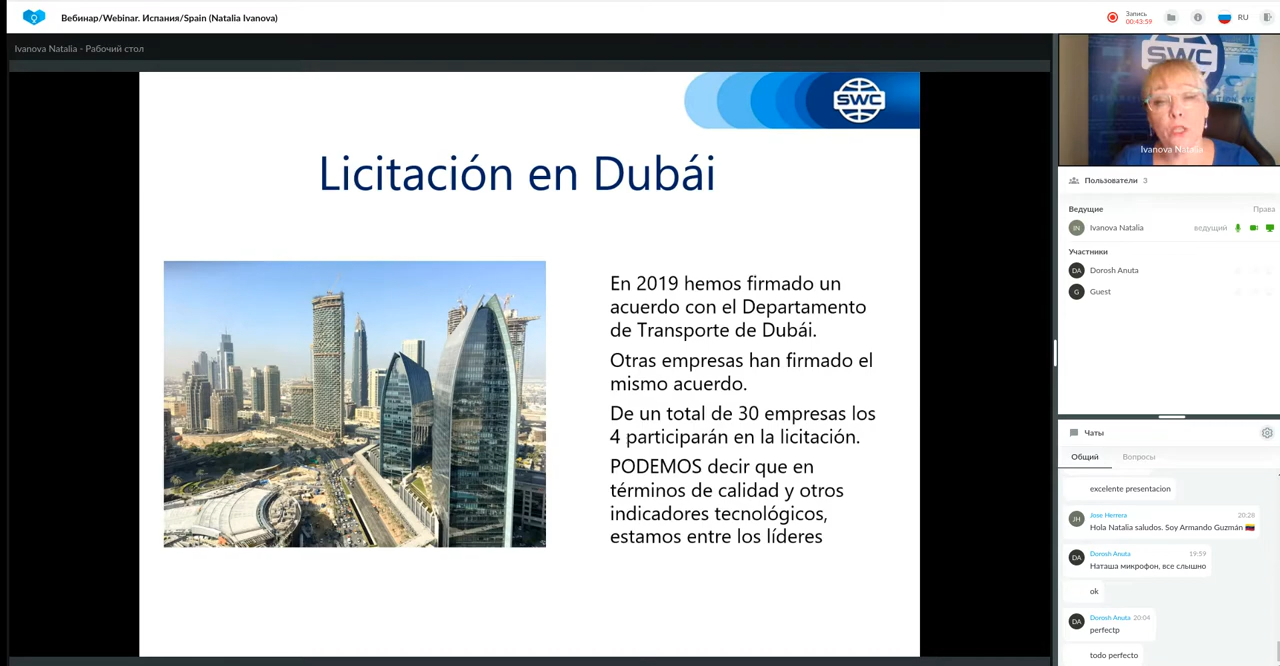 Вебинар/Webinar. Испания/Spain (Natalia Ivanova)
Запись
00:43:59
RU
Ivanova Natalia - Рабочий стол
SWC
Licitación en Dubái
En 2019 hemos firmado un
acuerdo con el Departamento
de Transporte de Dubái.
Otras empresas han firmado el
mismo acuerdo.
De un total de 30 empresas los
4 participarán en la licitación.
PODEMOS decir que en
términos de calidad y otros
indicadores tecnológicos,
estamos entre los líderes
SWC
Ivanova Natalia
Пользователи 3
Ведущие Права
IN Ivanova Natalia ведущий
Участники
DA Dorosh Anuta
G Guest
Чаты
Общий Вопросы
excelente presentacion
JH Jose Herrera 20:28
Hola Natalia saludos. Soy Armando Guzmán
DA Dorosh Anuta 19:59
Наташа микрофон, все слышно
ok
DA Dorosh Anuta 20:04
perfectp
todo perfecto